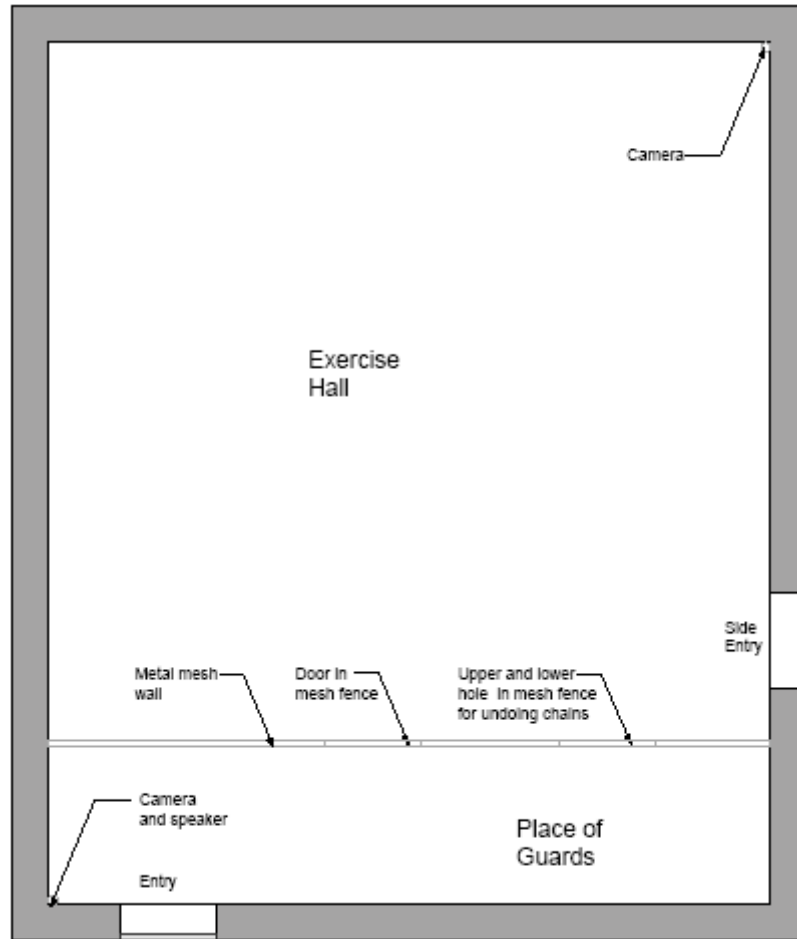 Camera
Exercise
Hall
Side
Entry
Metal mesh
wall
Door in
mesh fence
Upper and lower
hole in mesh fence
for undoing chains
Camera
and speaker
Place of
Guards
Entry